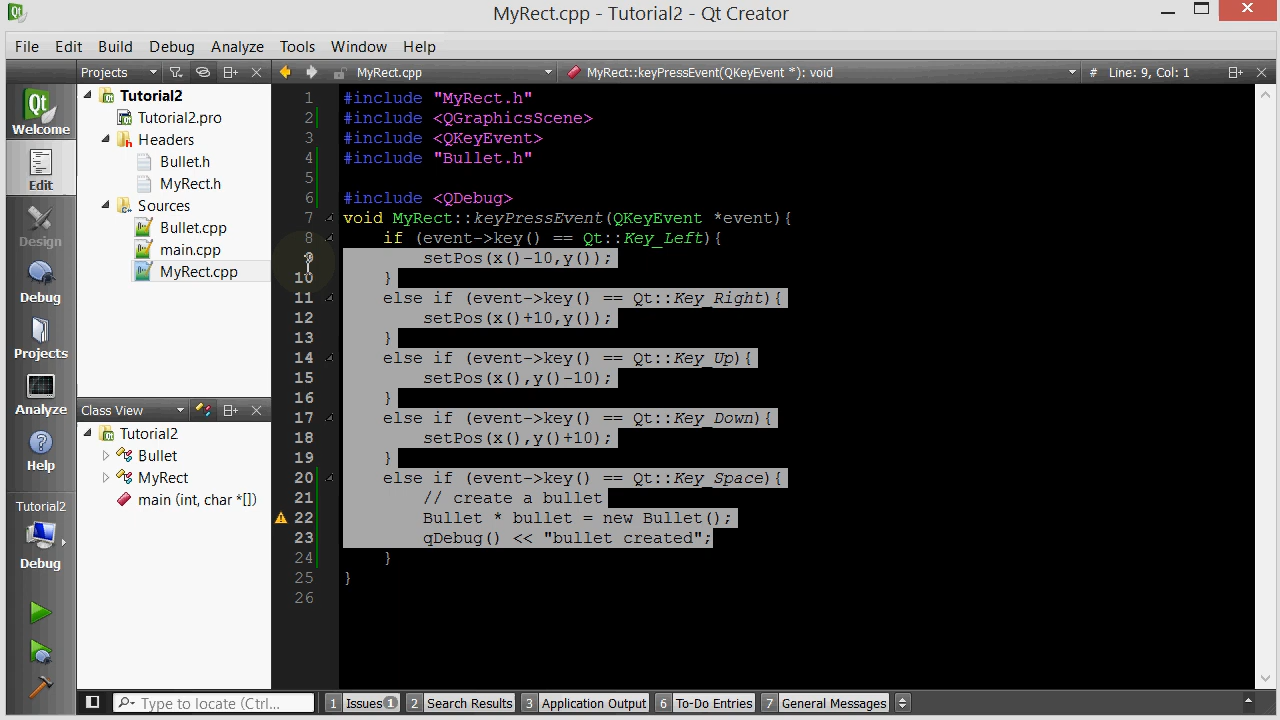 MyRect.cpp - Tutorial2 - Qt Creator
File Edit Build Debug Analyze Tools Window Help
Projects
MyRect.cpp
MyRect::keyPressEvent(QKeyEvent *): void
# Line: 9, Col: 1
Qt
Welcome
Edit
Design
Debug
Projects
Analyze
Help
Tutorial2
Debug
Tutorial2
Tutorial2.pro
Headers
Bullet.h
MyRect.h
Sources
Bullet.cpp
main.cpp
MyRect.cpp
Class View
Tutorial2
Bullet
MyRect
main (int, char *[])
1 #include "MyRect.h"
2 #include <QGraphicsScene>
3 #include <QKeyEvent>
4 #include "Bullet.h"
5
6 #include <QDebug>
7 void MyRect::keyPressEvent(QKeyEvent *event){
8 if (event->key() == Qt::Key_Left){
9 setPos(x()-10,y());
10 }
11 else if (event->key() == Qt::Key_Right){
12 setPos(x()+10,y());
13 }
14 else if (event->key() == Qt::Key_Up){
15 setPos(x(),y()-10);
16 }
17 else if (event->key() == Qt::Key_Down){
18 setPos(x(),y()+10);
19 }
20 else if (event->key() == Qt::Key_Space){
21 // create a bullet
22 Bullet * bullet = new Bullet();
23 qDebug() << "bullet created";
24 }
25 }
26
Type to locate (Ctrl...
1 Issues 1 2 Search Results 3 Application Output 6 To-Do Entries 7 General Messages